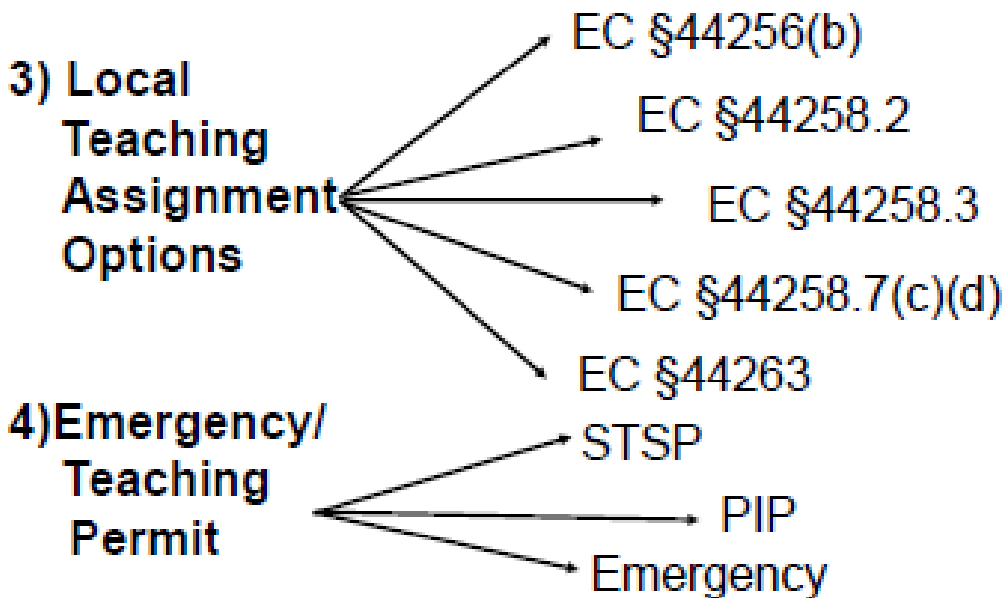 3) Local
Teaching
Assignment
Options
EC §44256(b)
EC §44258.2
EC §44258.3
EC §44258.7(c)(d)
EC §44263
4)Emergency/
Teaching
Permit
STSP
PIP
Emergency